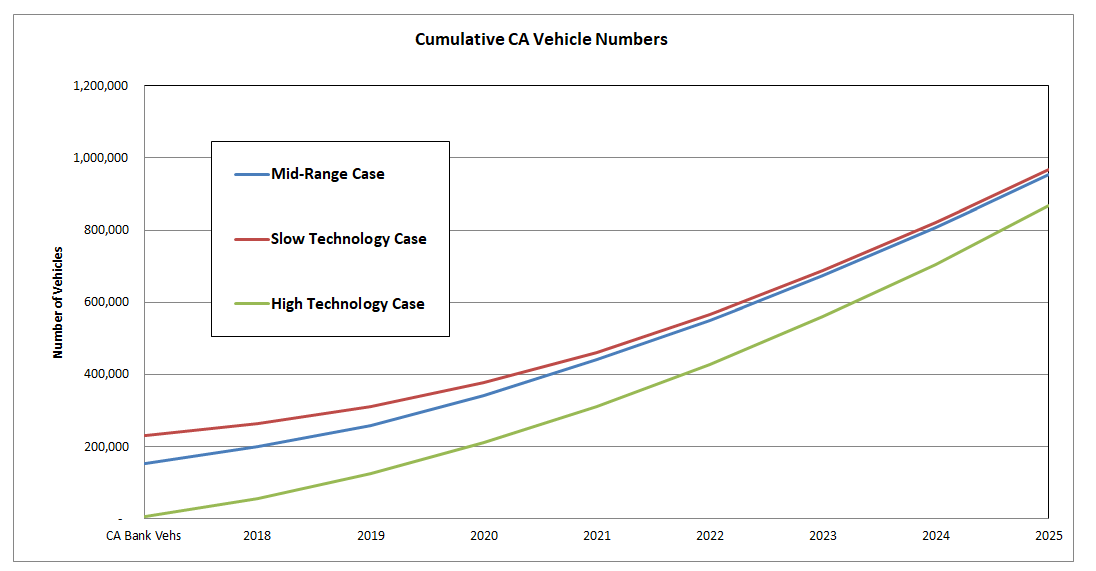 Cumulative CA Vehicle Numbers
1,200,000
1,000,000
800,000
600,000
400,000
200,000
-
Number of Vehicles
Mid-Range Case
Slow Technology Case
High Technology Case
CA Bank Vehs 2018 2019 2020 2021 2022 2023 2024 2025